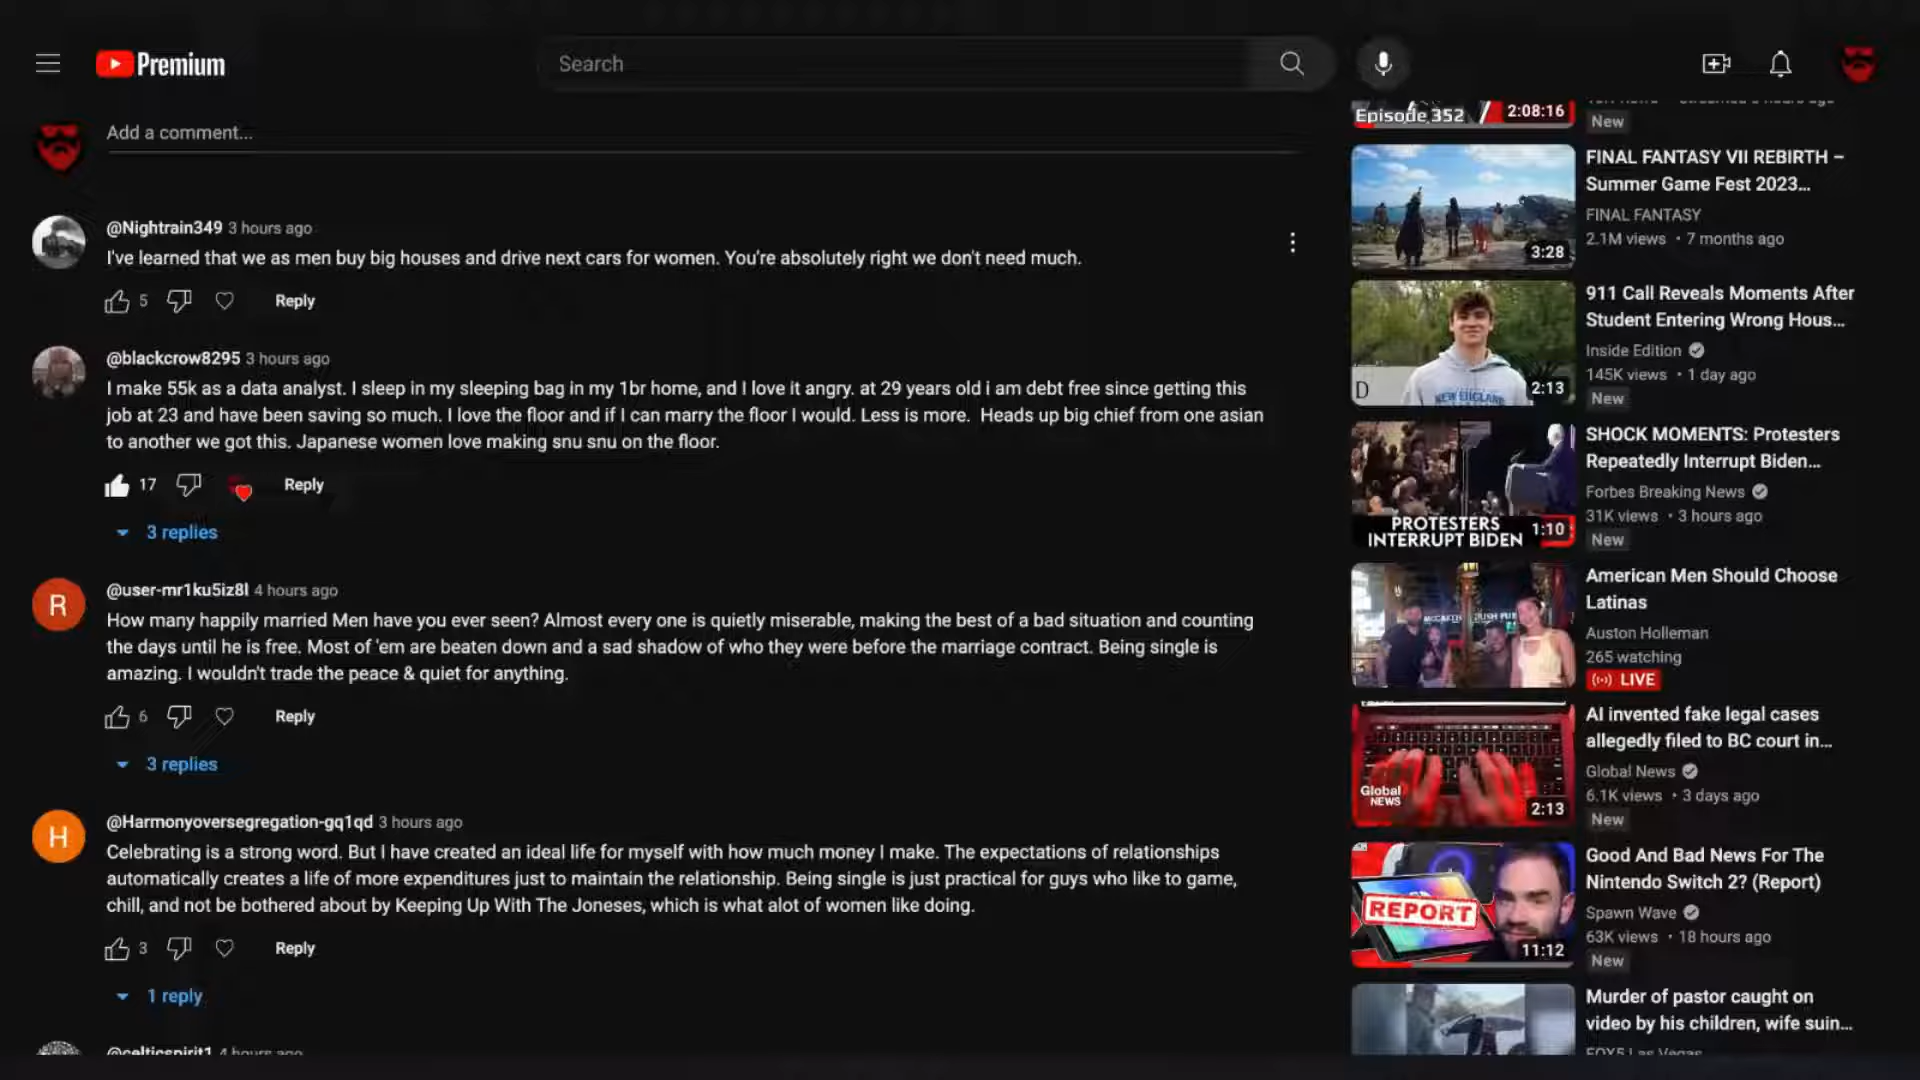 Premium
Search
Add a comment...
@Nightrain349 3 hours ago
I've learned that we as men buy big houses and drive next cars for women. You're absolutely right we don't need much.
5
Reply
@blackcrow8295 3 hours ago
I make 55k as a data analyst. I sleep in my sleeping bag in my 1br home, and I love it angry. at 29 years old i am debt free since getting this
job at 23 and have been saving so much. I love the floor and if I can marry the floor I would. Less is more. Heads up big chief from one asian
to another we got this. Japanese women love making snu snu on the floor.
17
Reply
3 replies
R
@user-mr1ku5iz8l 4 hours ago
How many happily married Men have you ever seen? Almost every one is quietly miserable, making the best of a bad situation and counting
the days until he is free. Most of 'em are beaten down and a sad shadow of who they were before the marriage contract. Being single is
amazing. I wouldn't trade the peace & quiet for anything.
6
Reply
3 replies
H
@Harmonyoversegregation-gq1qd 3 hours ago
Celebrating is a strong word. But I have created an ideal life for myself with how much money I make. The expectations of relationships
automatically creates a life of more expenditures just to maintain the relationship. Being single is just practical for guys who like to game,
chill, and not be bothered about by Keeping Up With The Joneses, which is what alot of women like doing.
3
Reply
1 reply
@celticspirit1 4 hours ago
Episode 352
2:08:16
New
3:28
FINAL FANTASY VII REBIRTH –
Summer Game Fest 2023...
FINAL FANTASY
2.1M views • 7 months ago
D
NEW ENGLAND
2:13
911 Call Reveals Moments After
Student Entering Wrong Hous...
Inside Edition
145K views • 1 day ago
New
PROTESTERS
INTERRUPT BIDEN
1:10
SHOCK MOMENTS: Protesters
Repeatedly Interrupt Biden...
Forbes Breaking News
31K views • 3 hours ago
New
American Men Should Choose
Latinas
Auston Holleman
265 watching
LIVE
Global
NEWS
2:13
AI invented fake legal cases
allegedly filed to BC court in...
Global News
6.1K views • 3 days ago
New
REPORT
11:12
Good And Bad News For The
Nintendo Switch 2? (Report)
Spawn Wave
63K views • 18 hours ago
New
Murder of pastor caught on
video by his children, wife suin...
FOX5 Las Vegas